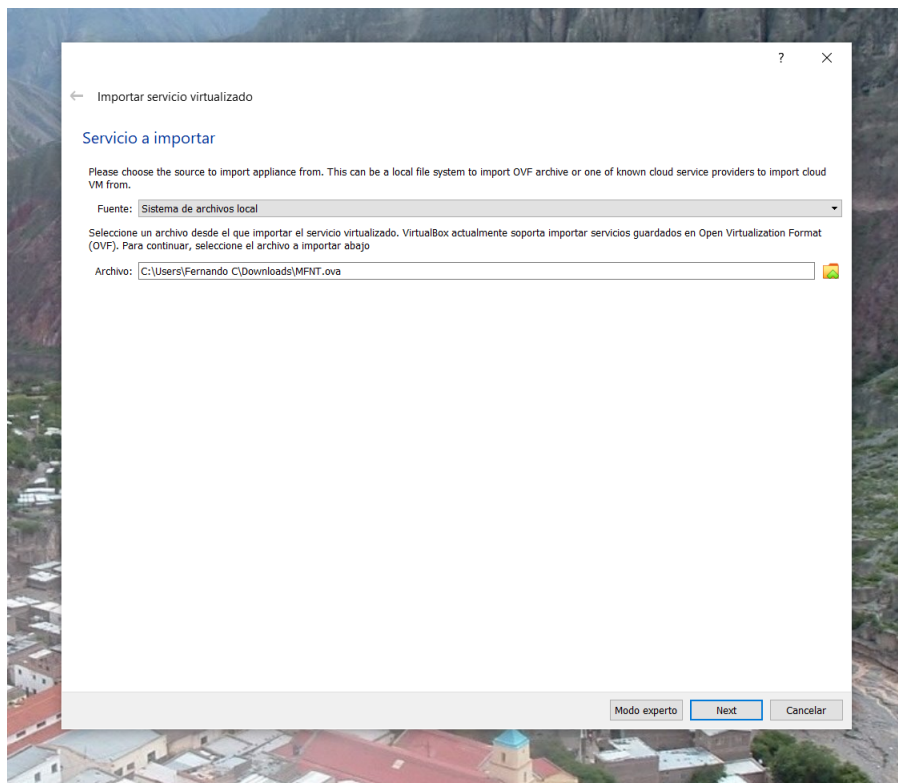 ?
Importar servicio virtualizado
Servicio a importar
Please choose the source to import appliance from. This can be a local file system to import OVF archive or one of known cloud service providers to import cloud
VM from.
Fuente: Sistema de archivos local
Seleccione un archivo desde el que importar el servicio virtualizado. VirtualBox actualmente soporta importar servicios guardados en Open Virtualization Format
(OVF). Para continuar, seleccione el archivo a importar abajo
Archivo: C:\Users\Fernando C\Downloads\MFNT.ova
Modo experto Next Cancelar